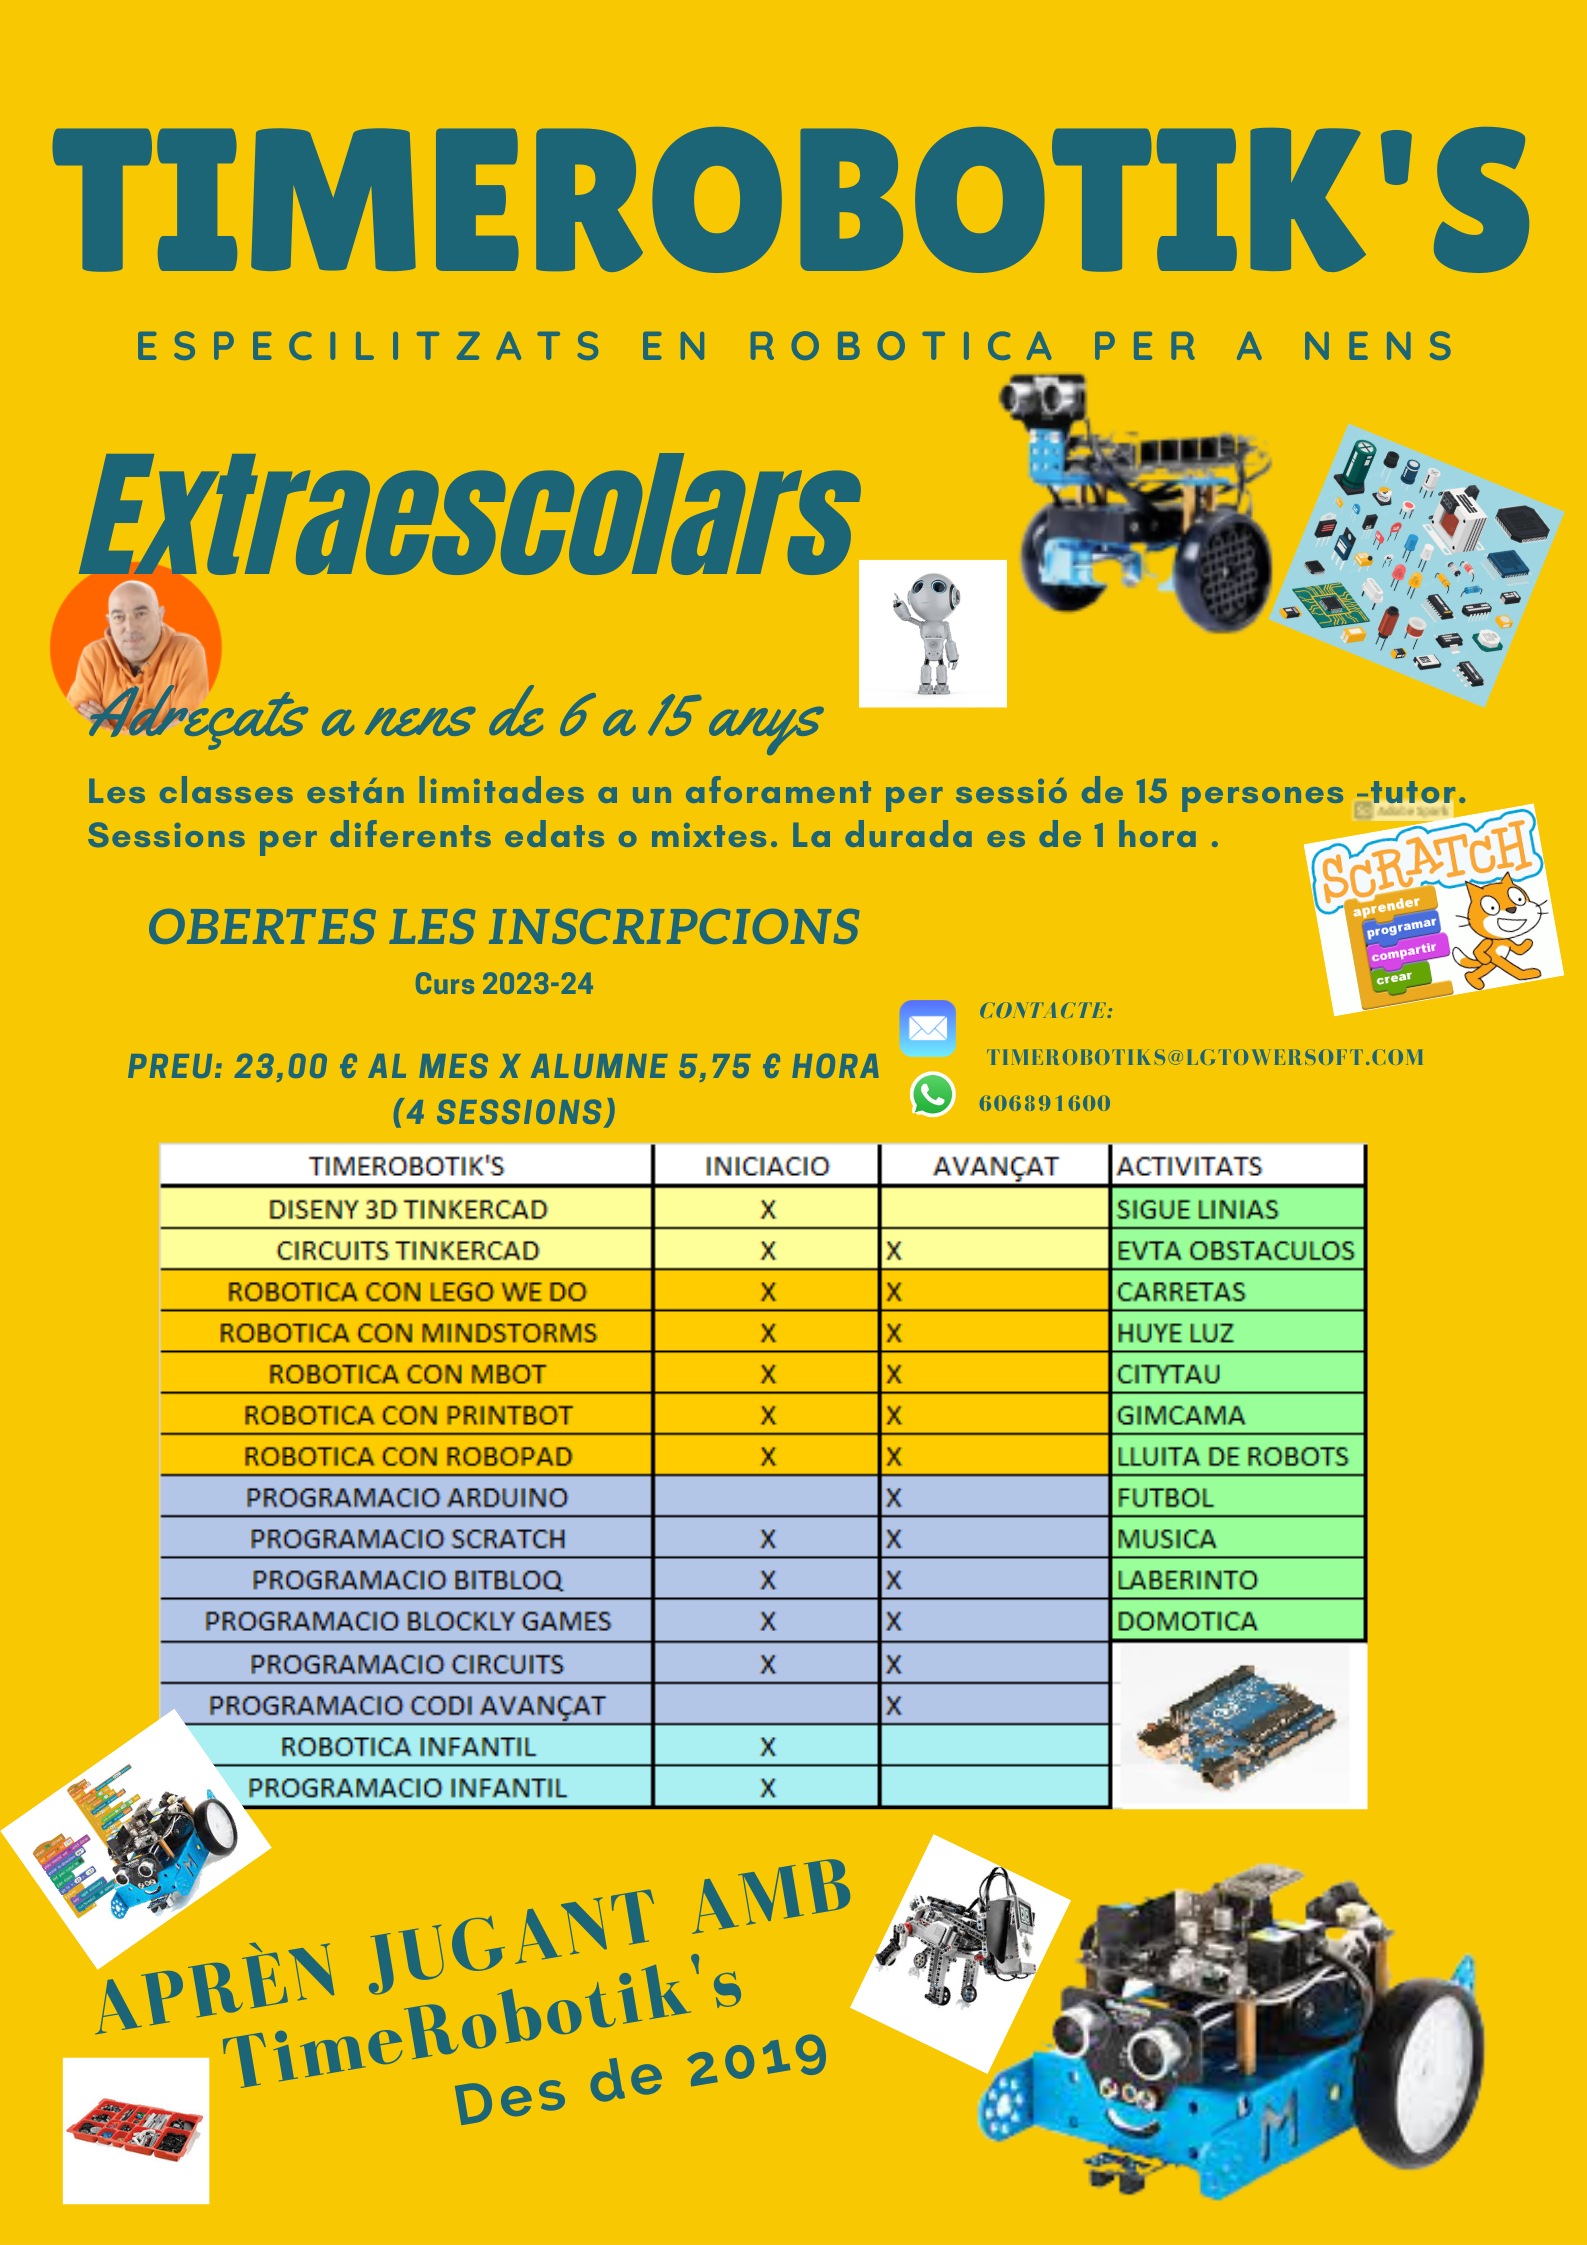 TIMEROBOTIK'S
ESPECILITZATS EN ROBOTICA PER A NENS
Extraescolars
Adreçats a nens de 6 a 15 anys
Les classes están limitades a un aforament per sessió de 15 persones -tutor.
Sessions per diferents edats o mixtes. La durada es de 1 hora .
Adobe Spark
SCRATCH
aprender
programar
compartir
crear
OBERTES LES INSCRIPCIONS
Curs 2023-24
PREU: 23,00 € AL MES X ALUMNE 5,75 € HORA
(4 SESSIONS)
CONTACTE:
TIMEROBOTIKS@LGTOWERSOFT.COM
606891600
TIMEROBOTIK'S INICIACIO AVANÇAT ACTIVITATS
DISENY 3D TINKERCAD X SIGUE LINIAS
CIRCUITS TINKERCAD X X EVTA OBSTACULOS
ROBOTICA CON LEGO WE DO X X CARRETAS
ROBOTICA CON MINDSTORMS X X HUYE LUZ
ROBOTICA CON MBOT X X CITYTAU
ROBOTICA CON PRINTBOT X X GIMCAMA
ROBOTICA CON ROBOPAD X X LLUITA DE ROBOTS
PROGRAMACIO ARDUINO X FUTBOL
PROGRAMACIO SCRATCH X X MUSICA
PROGRAMACIO BITBLOQ X X LABERINTO
PROGRAMACIO BLOCKLY GAMES X X DOMOTICA
PROGRAMACIO CIRCUITS X X
PROGRAMACIO CODI AVANÇAT X
ROBOTICA INFANTIL X
PROGRAMACIO INFANTIL X
APRÈN JUGANT AMB
TimeRobotik's
Des de 2019
M